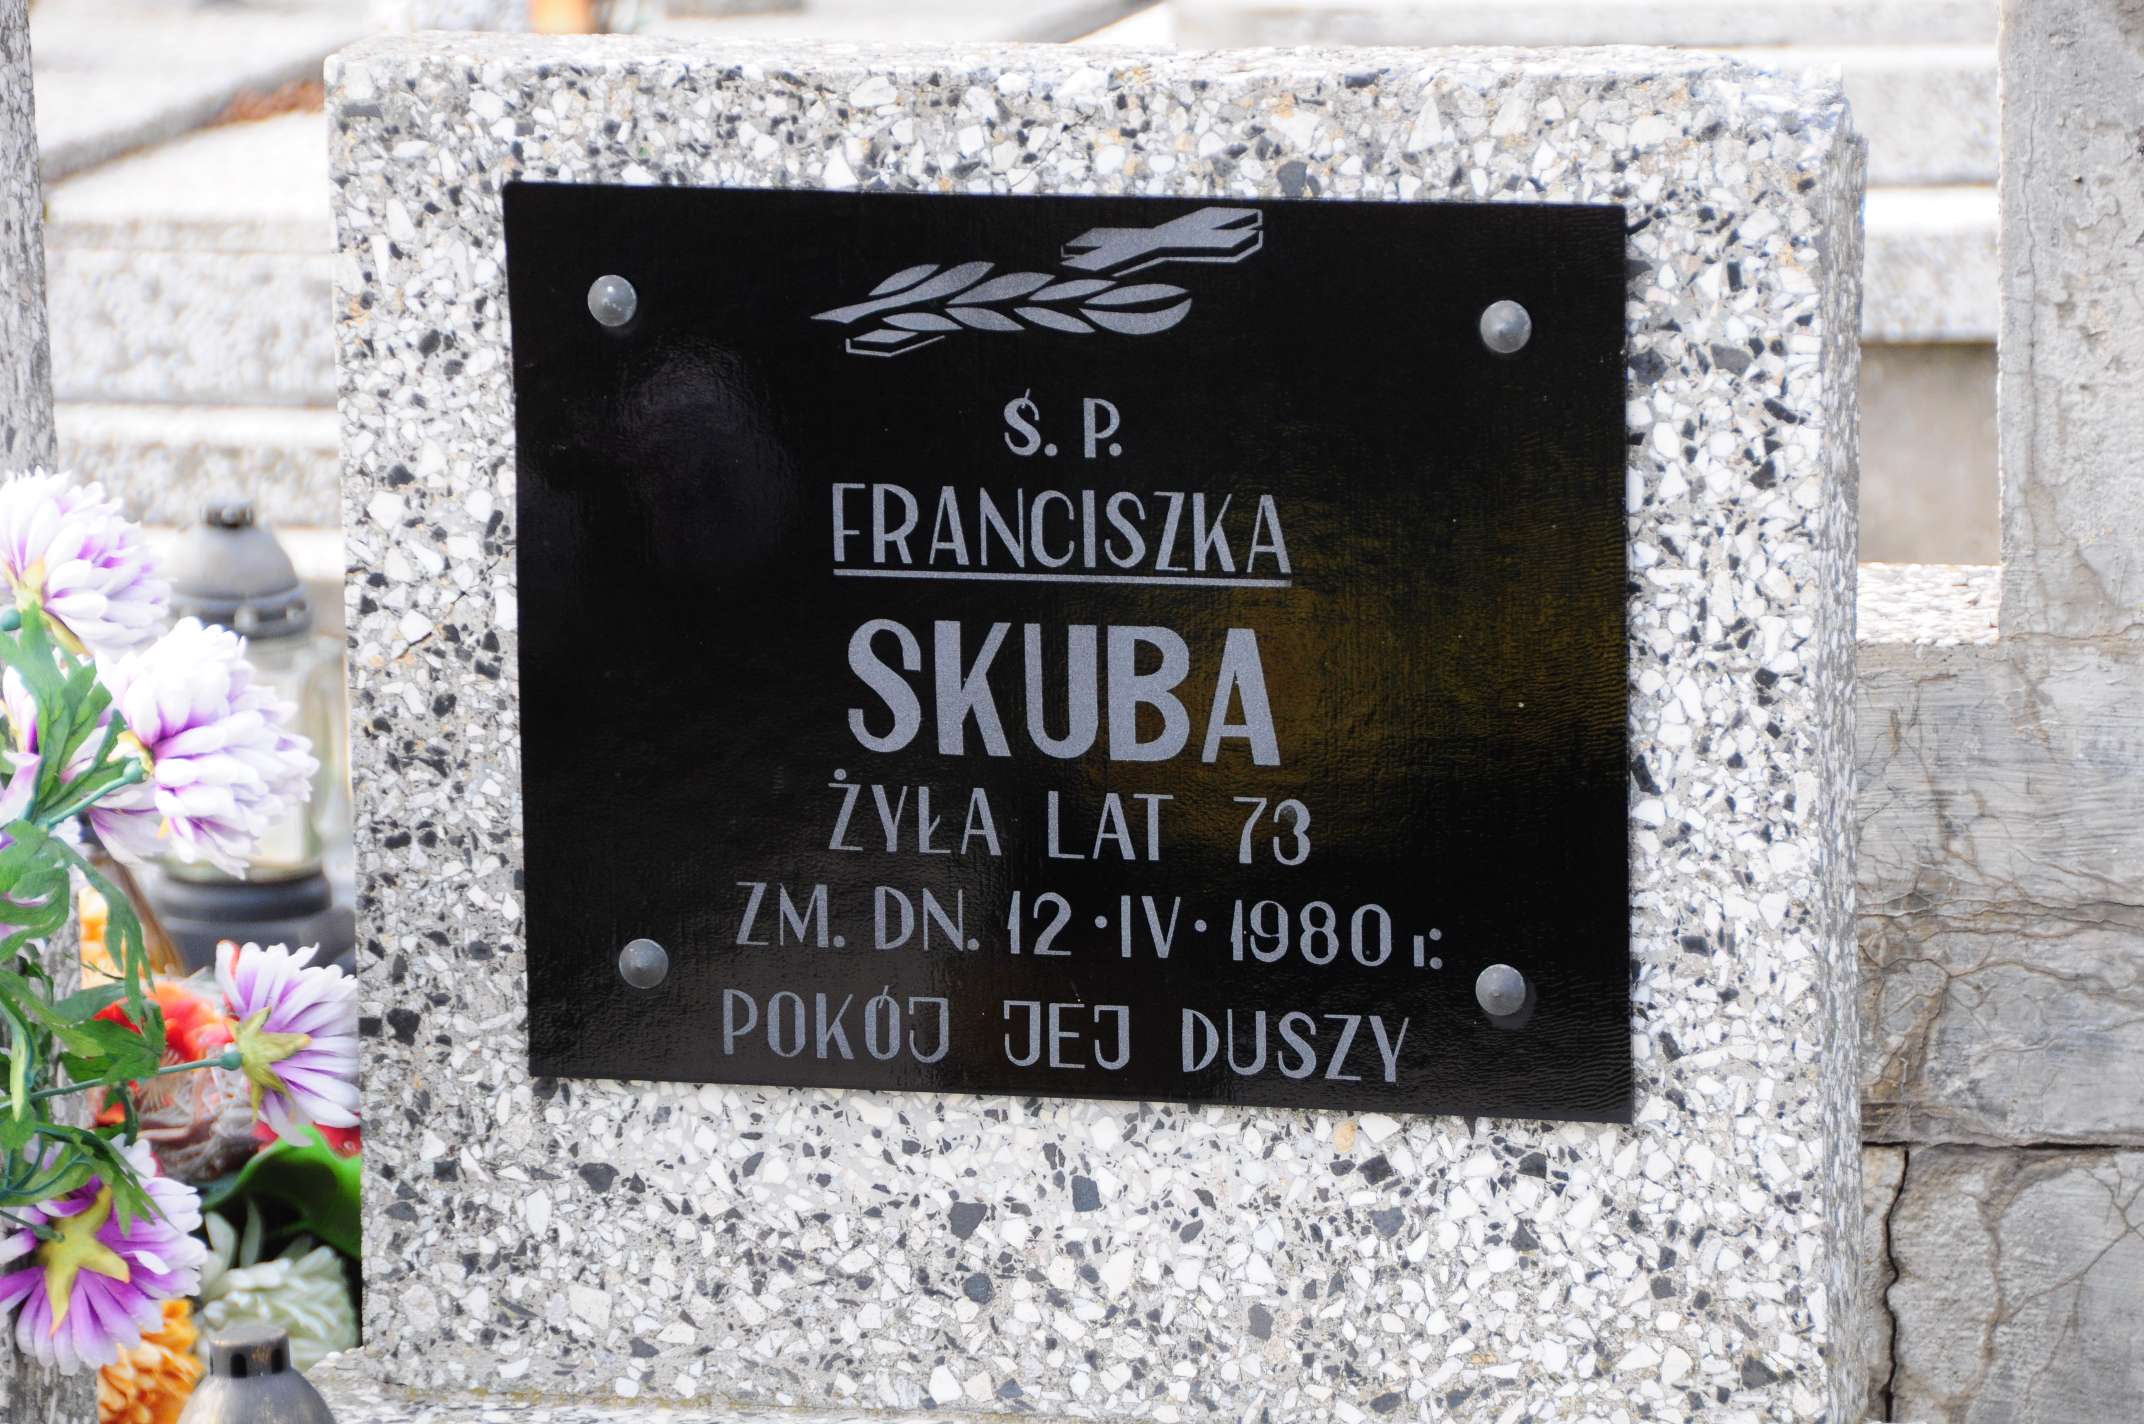 Ś. P.
FRANCISZKA
SKUBA
ŻYŁA LAT 73
ZM. DN. 12·IV·1980 r.
POKÓJ JEJ DUSZY